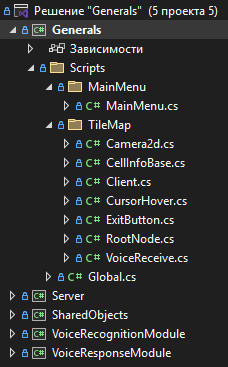 Решение "Generals" (5 проекта 5)
C# Generals
Зависимости
Scripts
MainMenu
C# MainMenu.cs
TileMap
C# Camera2d.cs
C# CellInfoBase.cs
C# Client.cs
C# CursorHover.cs
C# ExitButton.cs
C# RootNode.cs
C# VoiceReceive.cs
C# Global.cs
C# Server
C# SharedObjects
C# VoiceRecognitionModule
C# VoiceResponseModule